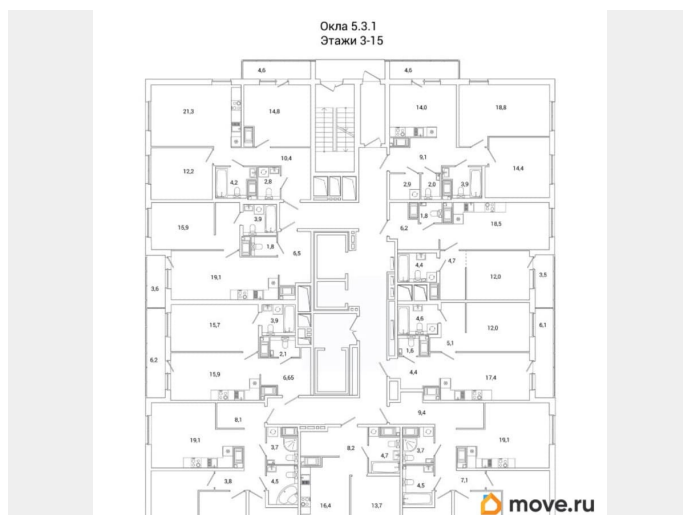 Окла 5.3.1
Этажи 3-15
4,6 4,6
21,3 14,8 14,0 18,8
10,4 9,1
12,2 14,4
4,2 2,8 2,9 2,0 3,9
15,9 3,9 1,8 18,5
1,8 6,5 6,2
4,4 4,7
19,1 12,0
3,6 3,5
15,7 3,9 4,6 12,0 6,1
6,2 2,1 1,6 5,1
15,9 6,65 4,4 17,4
8,1 9,4
19,1 3,7 8,2 4,7 3,7 19,1
3,8 4,5 4,5 7,1
16,4 13,7
move.ru